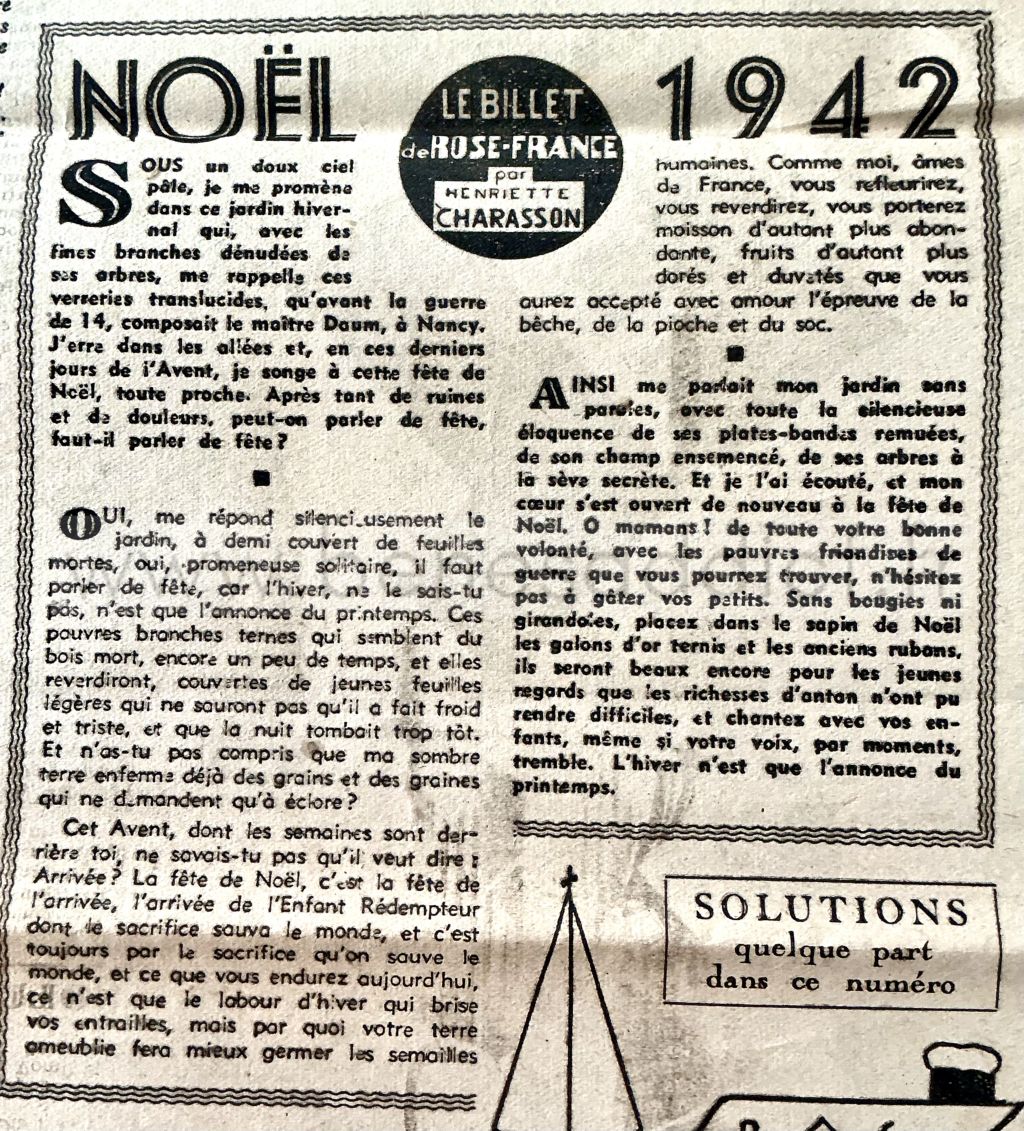 NOËL 1942
LE BILLET
de ROSE-FRANCE
par
HENRIETTE
CHARASSON
SOUS un doux ciel
pâle, je me promène
dans ce jardin hiver-
nal qui, avec les
fines branches dénudées de
ses arbres, me rappelle ces
verreries translucides, qu'avant la guerre
de 14, composait le maître Daum, à Nancy.
J'erre dans les allées et, en ces derniers
jours de l'Avent, je songe à cette fête de
Noël, toute proche. Après tant de ruines
et de douleurs, peut-on parler de fête,
faut-il parler de fête ?
OUI, me répond silencieusement le
jardin, à demi couvert de feuilles
mortes, oui, promeneuse solitaire, il faut
parler de fête, car l'hiver, ne le sais-tu
pas, n'est que l'annonce du printemps. Ces
pauvres branches ternes qui semblent du
bois mort, encore un peu de temps, et elles
reverdiront, couvertes de jeunes feuilles
légères qui ne sauront pas qu'il a fait froid
et triste, et que la nuit tombait trop tôt.
Et n'as-tu pas compris que ma sombre
terre enferme déjà des grains et des graines
qui ne demandent qu'à éclore ?
Cet Avent, dont les semaines sont der-
rière toi, ne savais-tu pas qu'il veut dire :
Arrivée ? La fête de Noël, c'est la fête de
l'arrivée, l'arrivée de l'Enfant Rédempteur
dont le sacrifice sauva le monde, et c'est
toujours par le sacrifice qu'on sauve le
monde, et ce que vous endurez aujourd'hui,
ce n'est que le labour d'hiver qui brise
vos entrailles, mais par quoi votre terre
ameublie fera mieux germer les semailles
humaines. Comme moi, âmes
de France, vous refleurirez,
vous reverdirez, vous porterez
moisson d'autant plus abon-
dante, fruits d'autant plus
dorés et duvetés que vous
aurez accepté avec amour l'épreuve de la
bêche, de la pioche et du soc.
AINSI me parlait mon jardin sans
paroles, avec toute la silencieuse
éloquence de ses plates-bandes remuées,
de son champ ensemencé, de ses arbres à
la sève secrète. Et je l'ai écouté, et mon
cœur s'est ouvert de nouveau à la fête de
Noël. O mamans ! de toute votre bonne
volonté, avec les pauvres friandises de
guerre que vous pourrez trouver, n'hésitez
pas à gâter vos petits. Sans bougies ni
girandoles, placez dans le sapin de Noël
les galons d'or ternis et les anciens rubans,
ils seront beaux encore pour les jeunes
regards que les richesses d'antan n'ont pu
rendre difficiles, et chantez avec vos en-
fants, même si votre voix, par moments,
tremble. L'hiver n'est que l'annonce du
printemps.
SOLUTIONS
quelque part
dans ce numéro